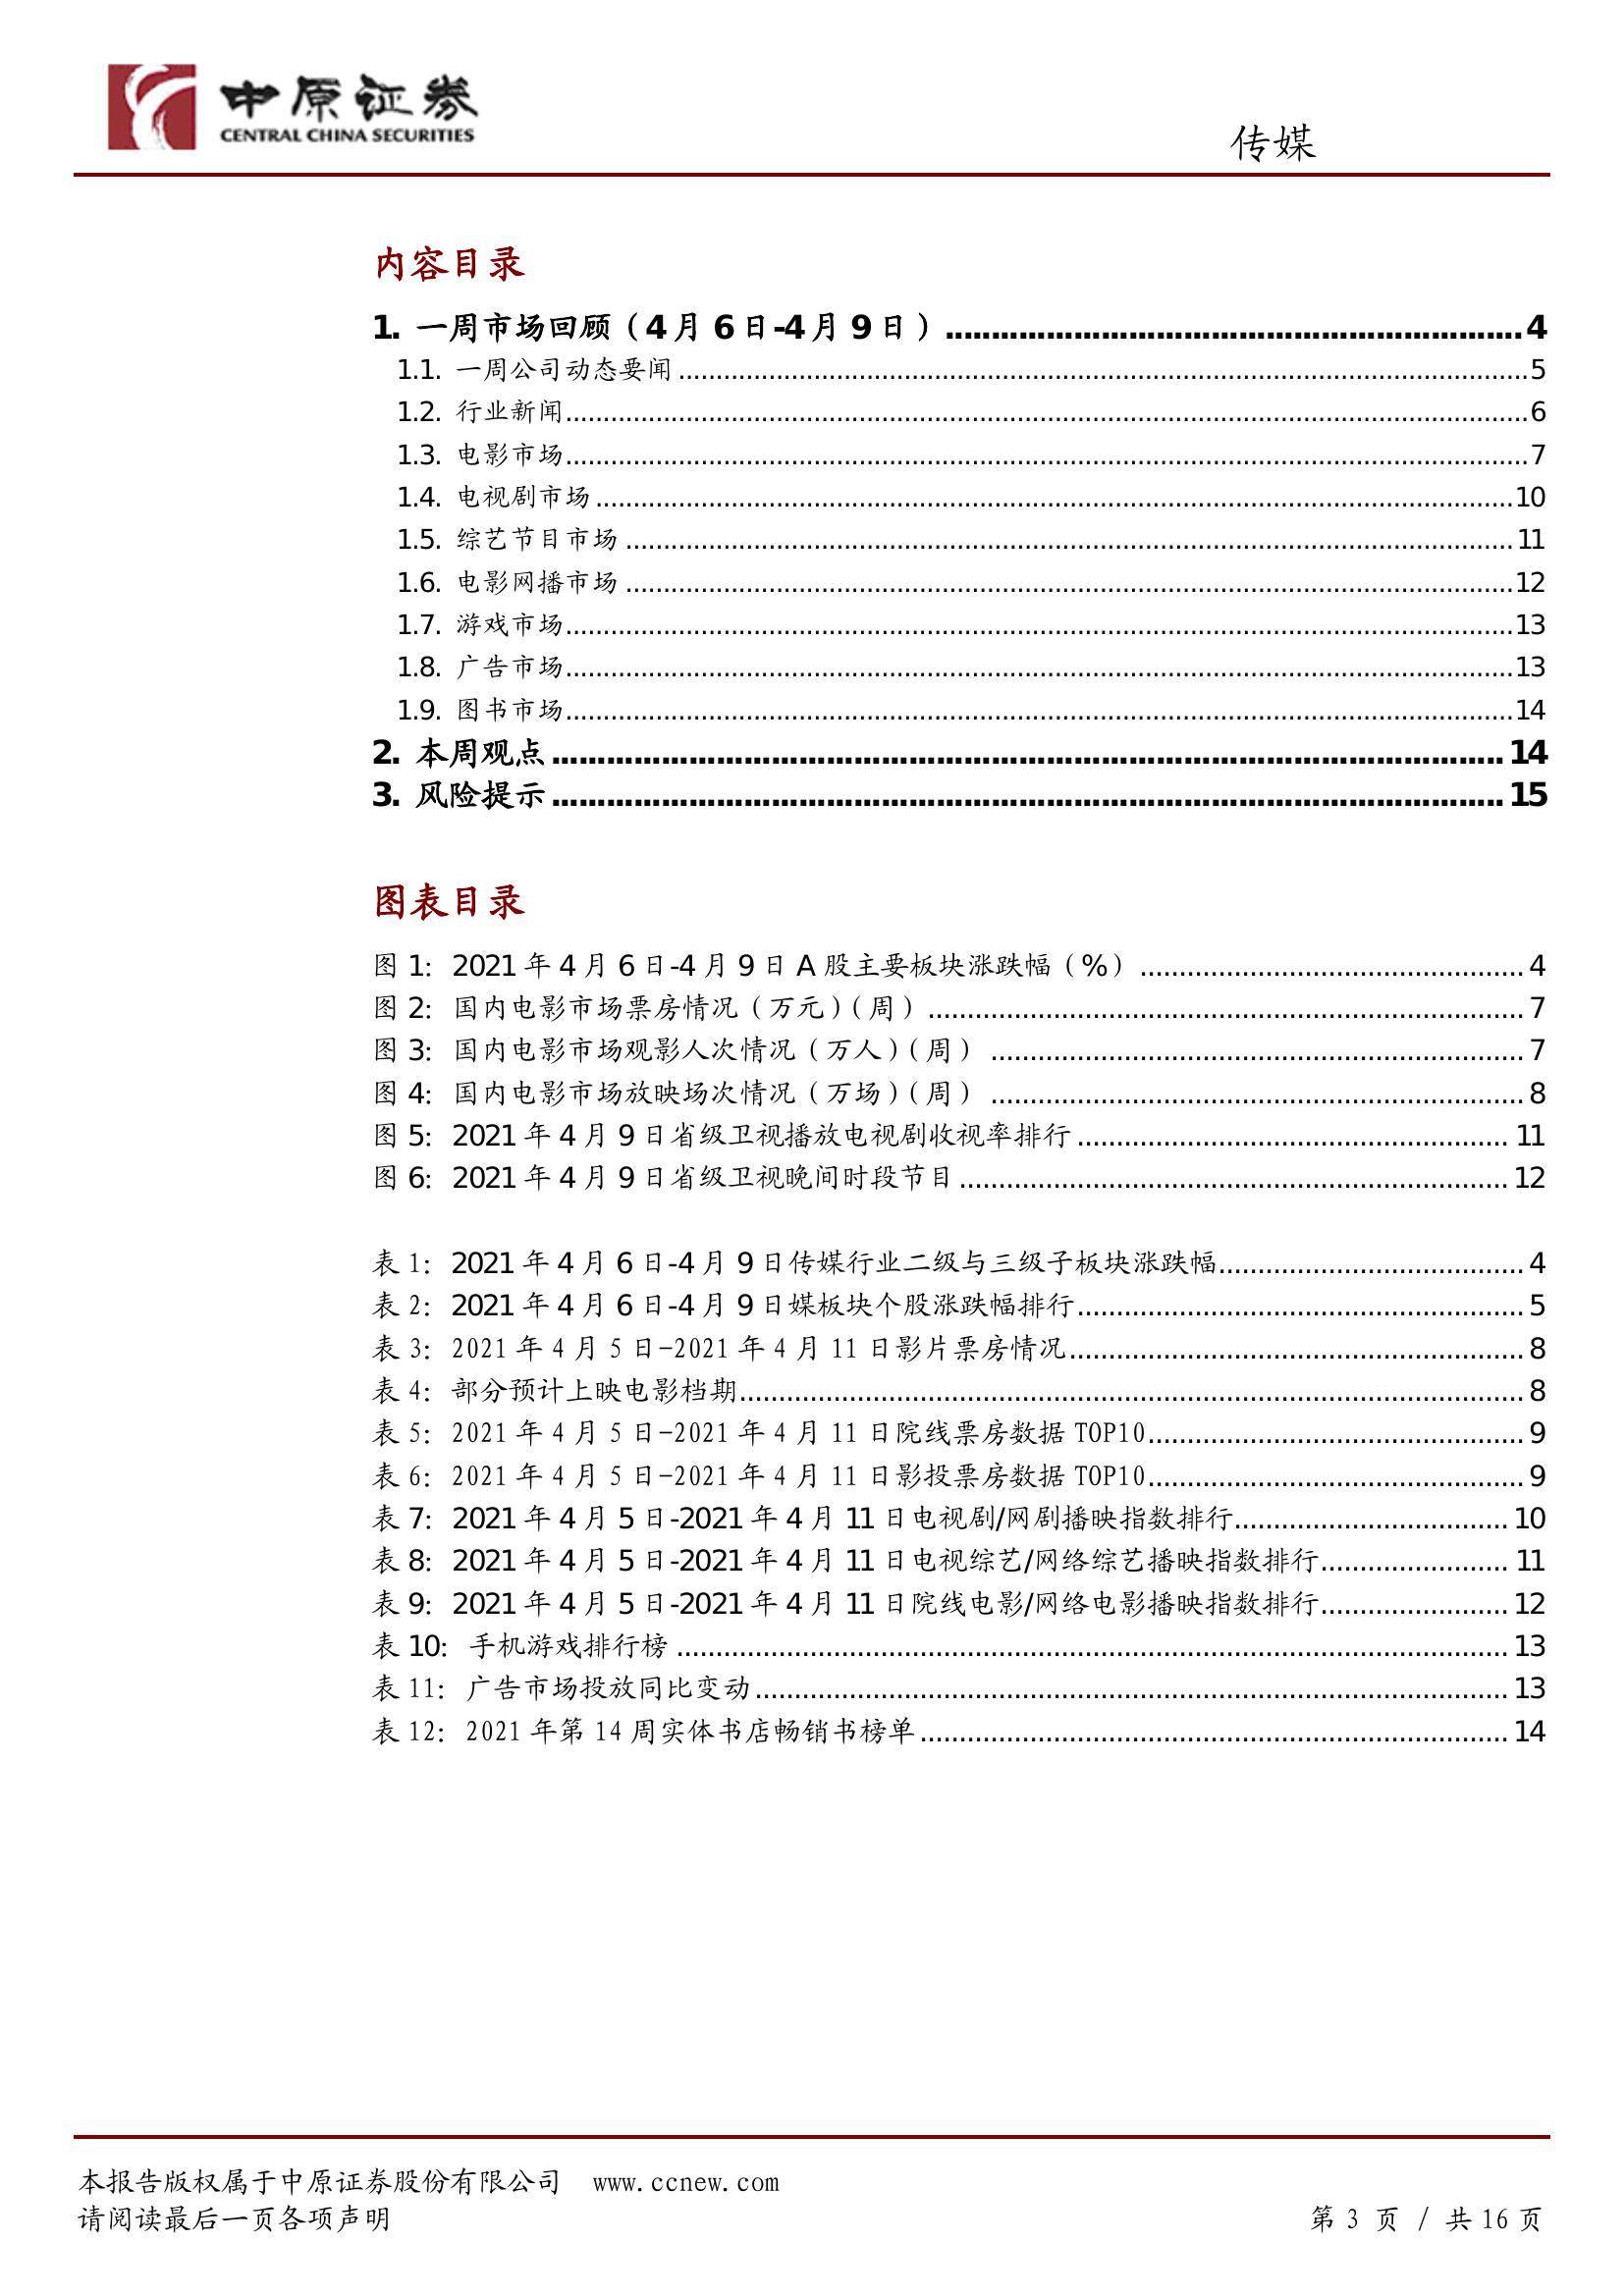 中原证券
CENTRAL CHINA SECURITIES
传媒
内容目录
1. 一周市场回顾（4 月 6 日-4 月 9 日）..........4
1.1. 一周公司动态要闻..........5
1.2. 行业新闻..........6
1.3. 电影市场..........7
1.4. 电视剧市场..........10
1.5. 综艺节目市场..........11
1.6. 电影网播市场..........12
1.7. 游戏市场..........13
1.8. 广告市场..........13
1.9. 图书市场..........14
2. 本周观点..........14
3. 风险提示..........15
图表目录
图 1: 2021 年 4 月 6 日-4 月 9 日 A 股主要板块涨跌幅（%）..........4
图 2: 国内电影市场票房情况（万元）（周）..........7
图 3: 国内电影市场观影人次情况（万人）（周）..........7
图 4: 国内电影市场放映场次情况（万场）（周）..........8
图 5: 2021 年 4 月 9 日省级卫视播放电视剧收视率排行..........11
图 6: 2021 年 4 月 9 日省级卫视晚间时段节目..........12
表 1: 2021 年 4 月 6 日-4 月 9 日传媒行业二级与三级子板块涨跌幅..........4
表 2: 2021 年 4 月 6 日-4 月 9 日媒板块个股涨跌幅排行..........5
表 3: 2021 年 4 月 5 日-2021 年 4 月 11 日影片票房情况..........8
表 4: 部分预计上映电影档期..........8
表 5: 2021 年 4 月 5 日-2021 年 4 月 11 日院线票房数据 TOP10..........9
表 6: 2021 年 4 月 5 日-2021 年 4 月 11 日影投票房数据 TOP10..........9
表 7: 2021 年 4 月 5 日-2021 年 4 月 11 日电视剧/网剧播映指数排行..........10
表 8: 2021 年 4 月 5 日-2021 年 4 月 11 日电视综艺/网络综艺播映指数排行..........11
表 9: 2021 年 4 月 5 日-2021 年 4 月 11 日院线电影/网络电影播映指数排行..........12
表 10: 手机游戏排行榜..........13
表 11: 广告市场投放同比变动..........13
表 12: 2021 年第 14 周实体书店畅销书榜单..........14
本报告版权属于中原证券股份有限公司 www.ccnew.com
请阅读最后一页各项声明
第 3 页 / 共 16 页